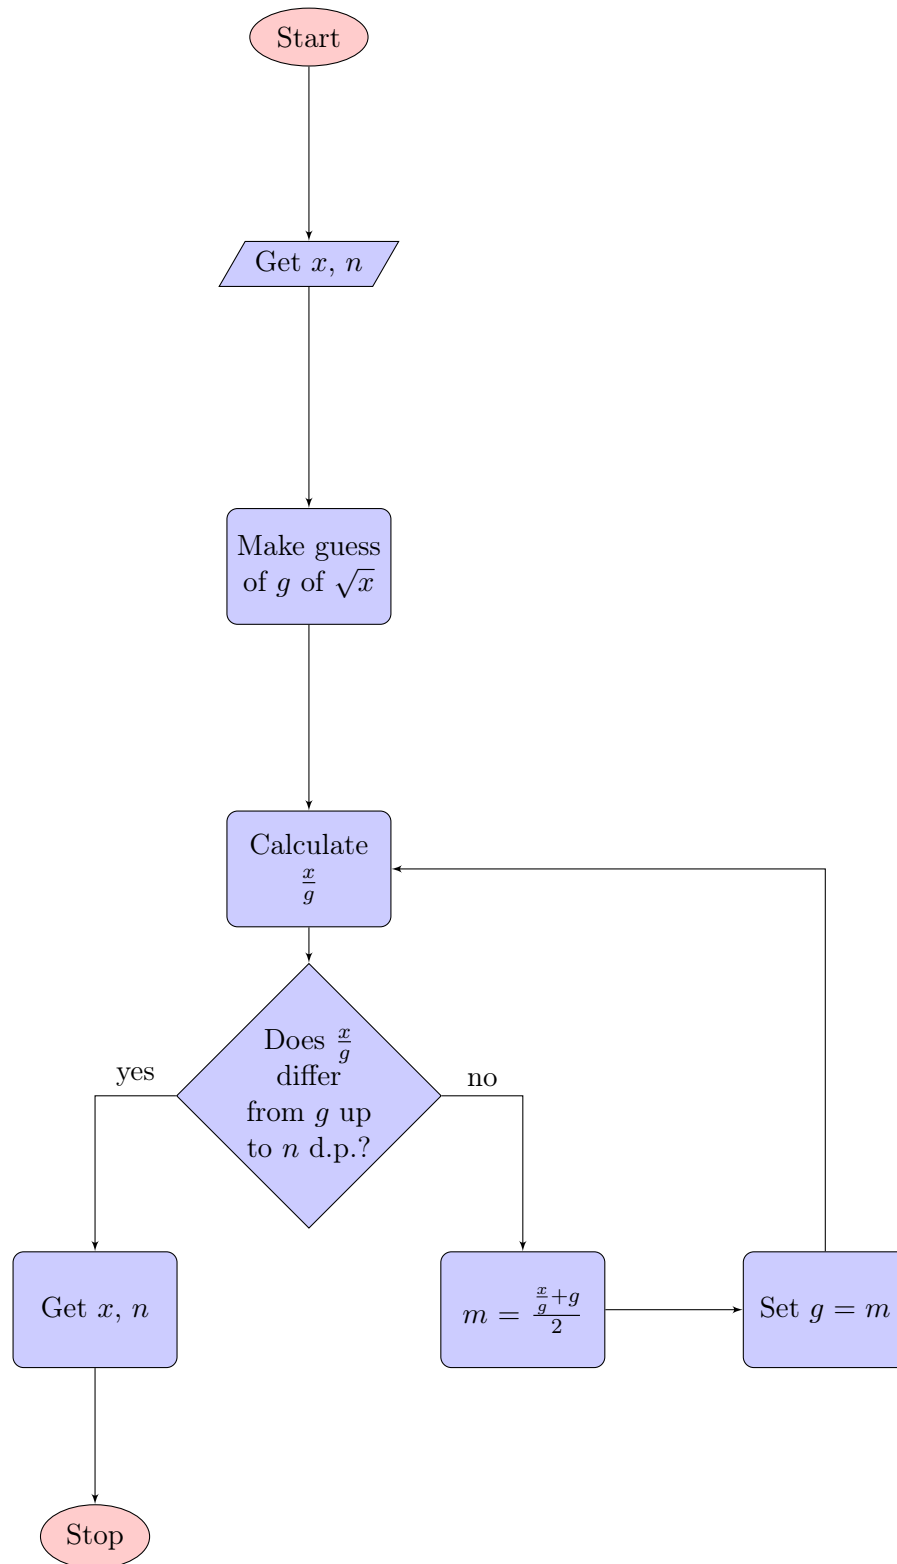 Start
Get x, n
Make guess
of g of √x
Calculate
x/g
Does x/g
differ
from g up
to n d.p.?
yes
no
Get x, n
m = (x/g + g)/2
Set g = m
Stop